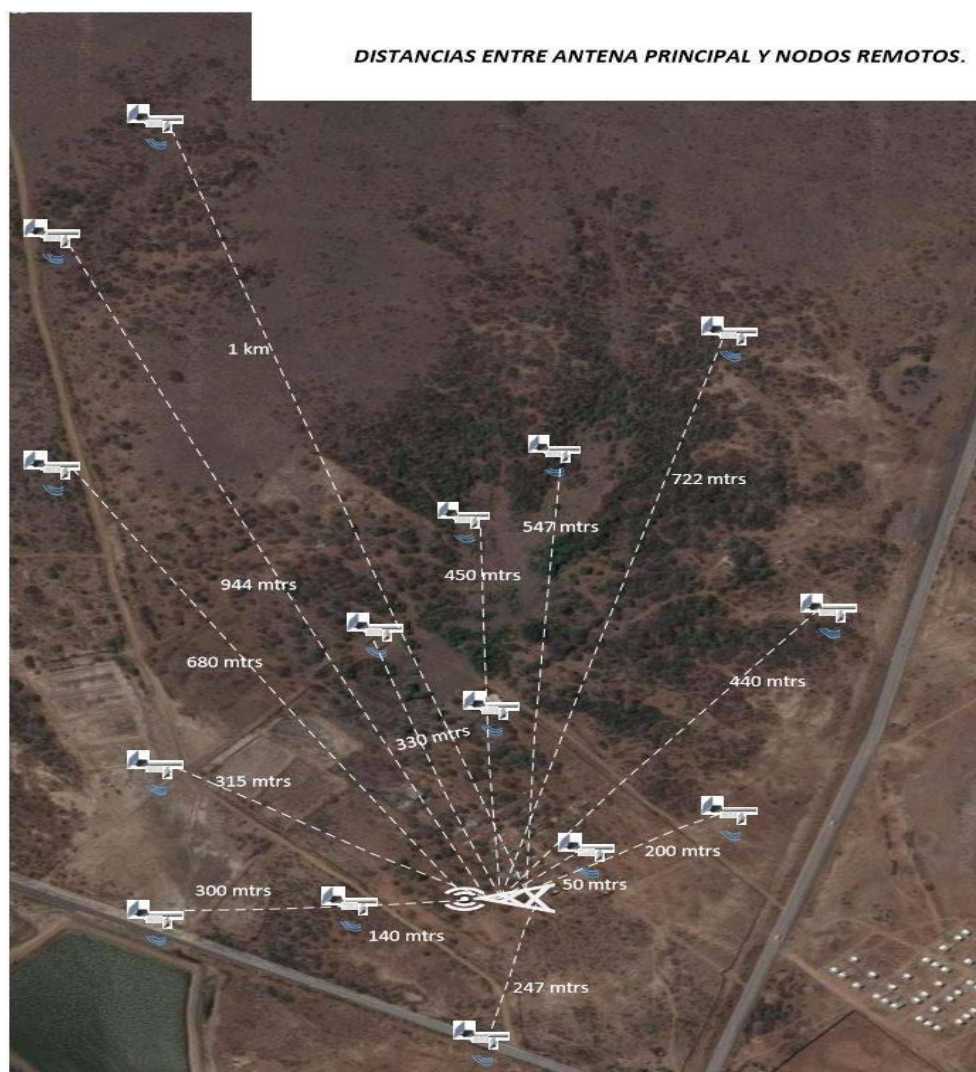 DISTANCIAS ENTRE ANTENA PRINCIPAL Y NODOS REMOTOS.
1 km
722 mtrs
547 mtrs
450 mtrs
944 mtrs
680 mtrs
440 mtrs
330 mtrs
315 mtrs
200 mtrs
50 mtrs
300 mtrs
140 mtrs
247 mtrs